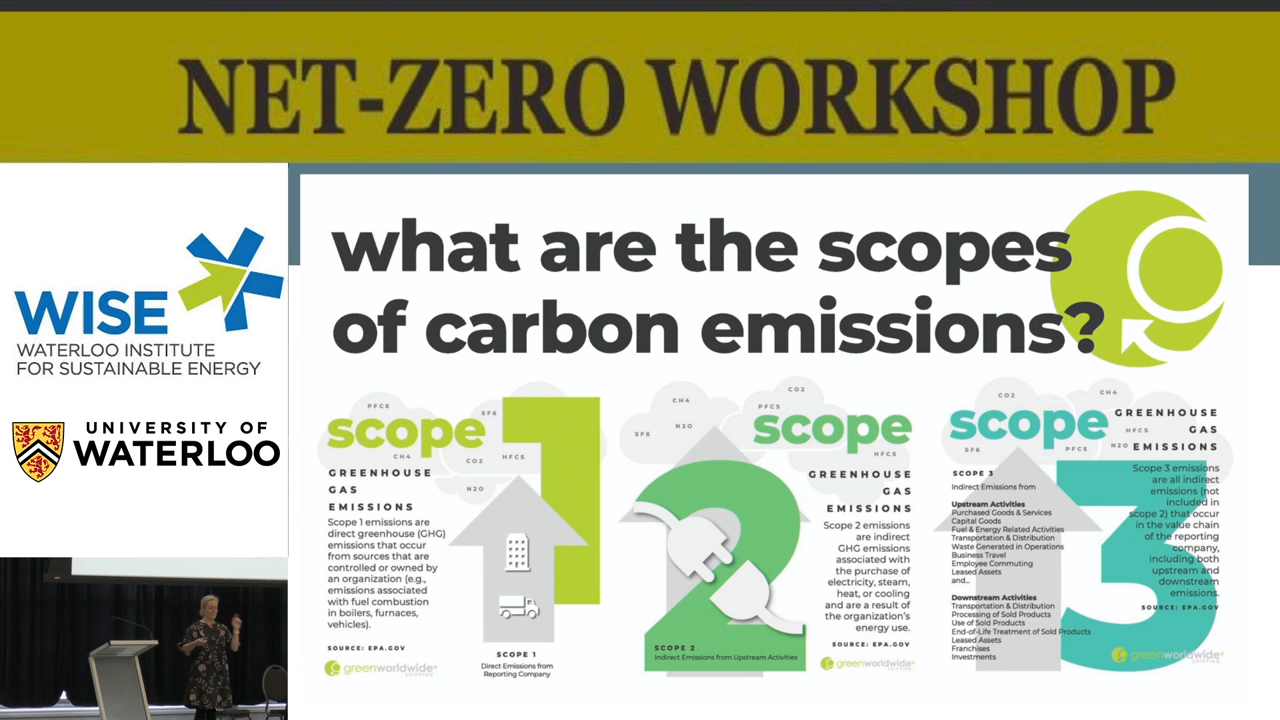 NET-ZERO WORKSHOP
WISE
WATERLOO INSTITUTE
FOR SUSTAINABLE ENERGY
UNIVERSITY OF
WATERLOO
what are the scopes
of carbon emissions?
PFCS
SF6
CH4
CO2
HFCS
N2O
scope 1
GREENHOUSE
GAS
EMISSIONS
Scope 1 emissions are
direct greenhouse (GHG)
emissions that occur
from sources that are
controlled or owned by
an organization (e.g.,
emissions associated
with fuel combustion
in boilers, furnaces,
vehicles).
SOURCE: EPA.GOV
greenworldwide
SHIPPING
SCOPE 1
Direct Emissions from
Reporting Company
CH4
CO2
PFCS
SF6
N2O
HFCS
scope
2
GREENHOUSE
GAS
EMISSIONS
Scope 2 emissions
are indirect
GHG emissions
associated with
the purchase of
electricity, steam,
heat, or cooling
and are a result of
the organization's
energy use.
SOURCE: EPA.GOV
SCOPE 2
Indirect Emissions from Upstream Activities
greenworldwide
SHIPPING
CO2
CH4
HFCS
SF6
PFCS
N2O
scope
3
SCOPE 3
Indirect Emissions from
Upstream Activities
Purchased Goods & Services
Capital Goods
Fuel & Energy Related Activities
Transportation & Distribution
Waste Generated in Operations
Business Travel
Employee Commuting
Leased Assets
and...
Downstream Activities
Transportation & Distribution
Processing of Sold Products
Use of Sold Products
End-of-Life Treatment of Sold Products
Leased Assets
Franchises
Investments
GREENHOUSE
GAS
EMISSIONS
Scope 3 emissions
are all indirect
emissions (not
included in
scope 2) that occur
in the value chain
of the reporting
company,
including both
upstream and
downstream
emissions.
SOURCE: EPA.GOV
greenworldwide
SHIPPING